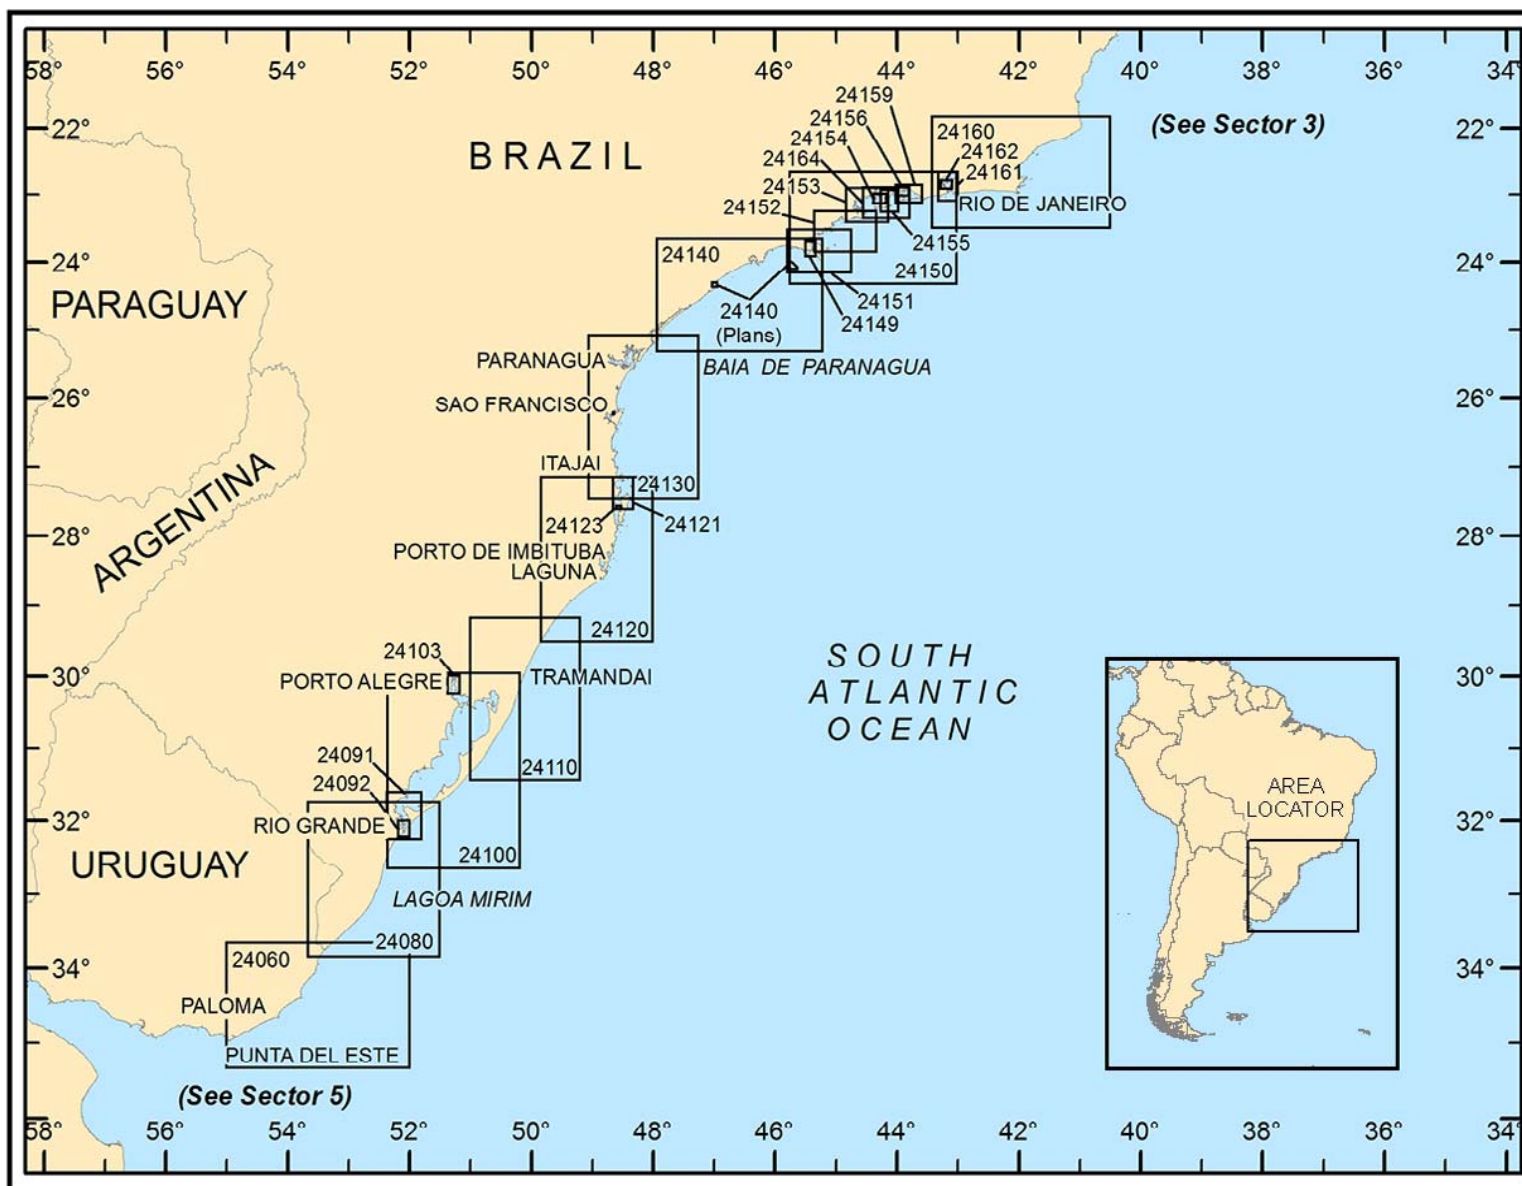 58° 56° 54° 52° 50° 48° 46° 44° 42° 40° 38° 36° 34°
24159
24156
24154
24164
24153
24152
24160
24162
24161
(See Sector 3)
22° 22°
BRAZIL
RIO DE JANEIRO
24155
24150
24140
24° 24°
24151
24149
24140
(Plans)
PARAGUAY
PARANAGUA
BAIA DE PARANAGUA
26° 26°
SAO FRANCISCO
ITAJAI
24130
ARGENTINA
24123
24121
28° 28°
PORTO DE IMBITUBA
LAGUNA
24120
24103
30° 30°
PORTO ALEGRE
TRAMANDAI
SOUTH
ATLANTIC
OCEAN
24091
24092
24110
32° 32°
RIO GRANDE
URUGUAY
24100
LAGOA MIRIM
AREA
LOCATOR
24080
24060
34° 34°
PALOMA
PUNTA DEL ESTE
(See Sector 5)
58° 56° 54° 52° 50° 48° 46° 44° 42° 40° 38° 36° 34°